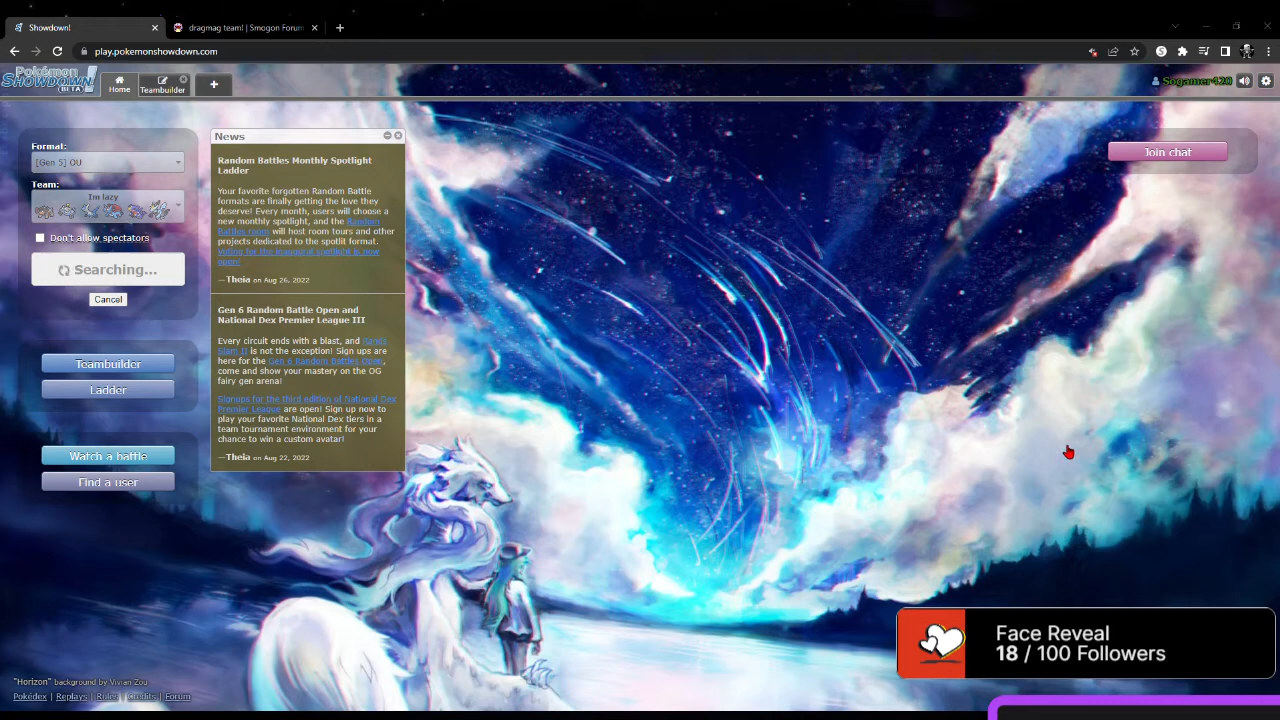 Showdown!
dragmag team! | Smogon Forum
play.pokemonshowdown.com
Pokémon
SHOWDOWN!
(BETA)
Home
Teambuilder
Sogamer420
Format:
[Gen 5] OU
Team:
Im lazy
Don't allow spectators
Searching...
Cancel
Teambuilder
Ladder
Watch a battle
Find a user
News
Random Battles Monthly Spotlight
Ladder
Your favorite forgotten Random Battle
formats are finally getting the love they
deserve! Every month, users will choose a
new monthly spotlight, and the Random
Battles room will host room tours and other
projects dedicated to the spotlit format.
Voting for the inaugural spotlight is now
open!
—Theia on Aug 26, 2022
Gen 6 Random Battle Open and
National Dex Premier League III
Every circuit ends with a blast, and Rands
Slam II is not the exception! Sign ups are
here for the Gen 6 Random Battles Open,
come and show your mastery on the OG
fairy gen arena!
Signups for the third edition of National Dex
Premier League are open! Sign up now to
play your favorite National Dex tiers in a
team tournament environment for your
chance to win a custom avatar!
—Theia on Aug 22, 2022
Join chat
Face Reveal
18 / 100 Followers
"Horizon" background by Vivian Zou
Pokédex | Replays | Rules | Credits | Forum